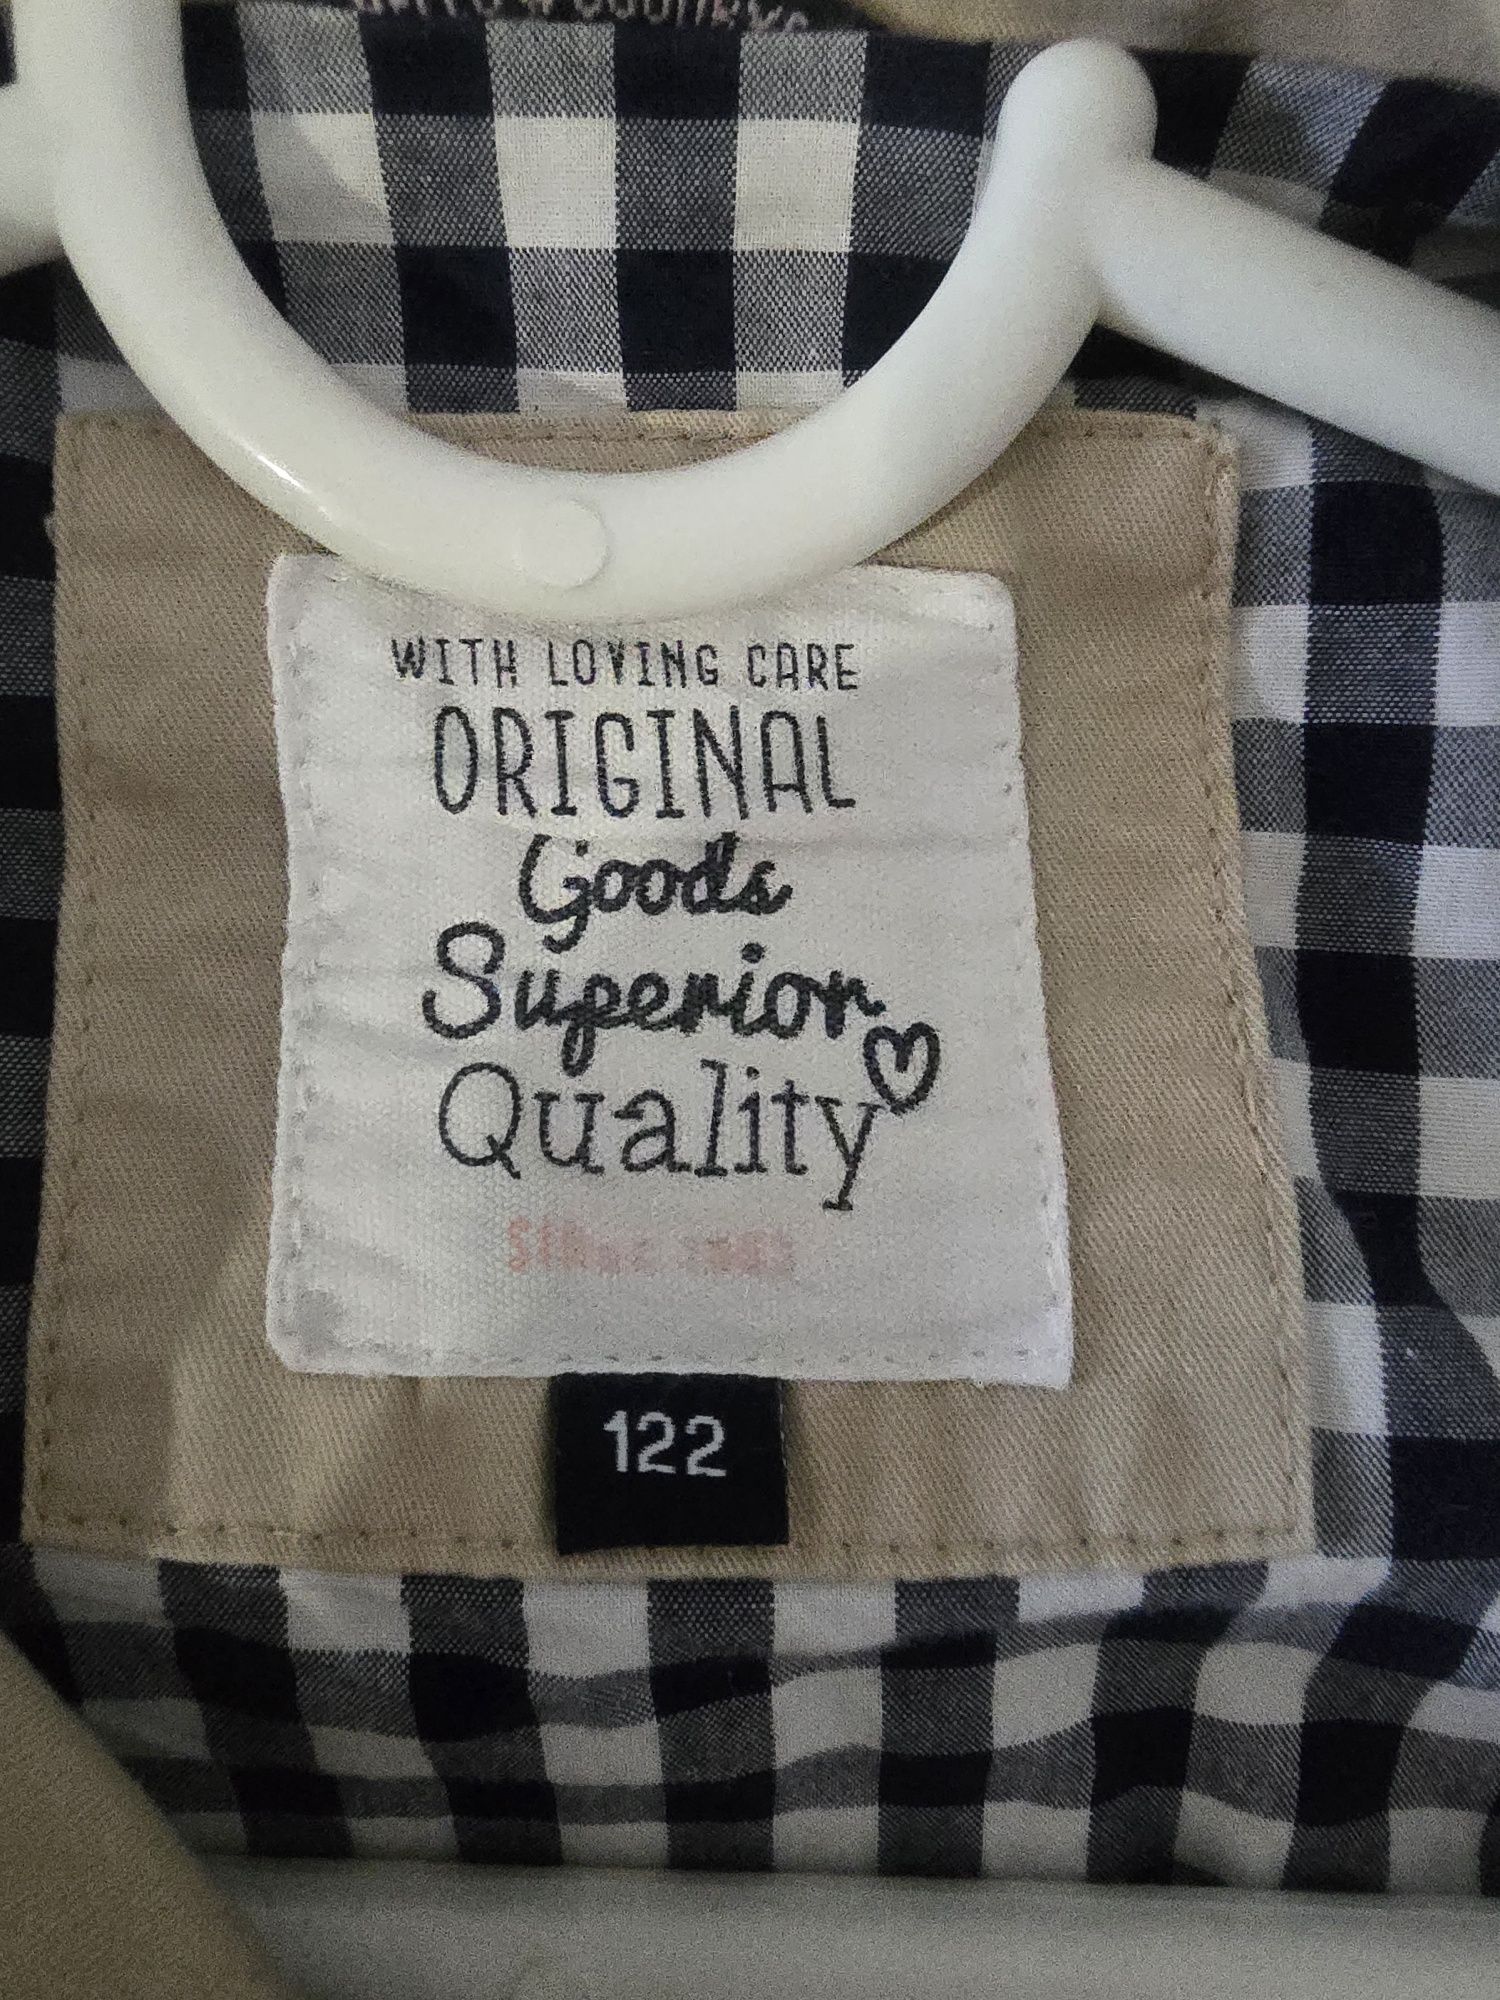 WITH LOVING CARE
ORIGINAL
Goods
Superior
Quality
122